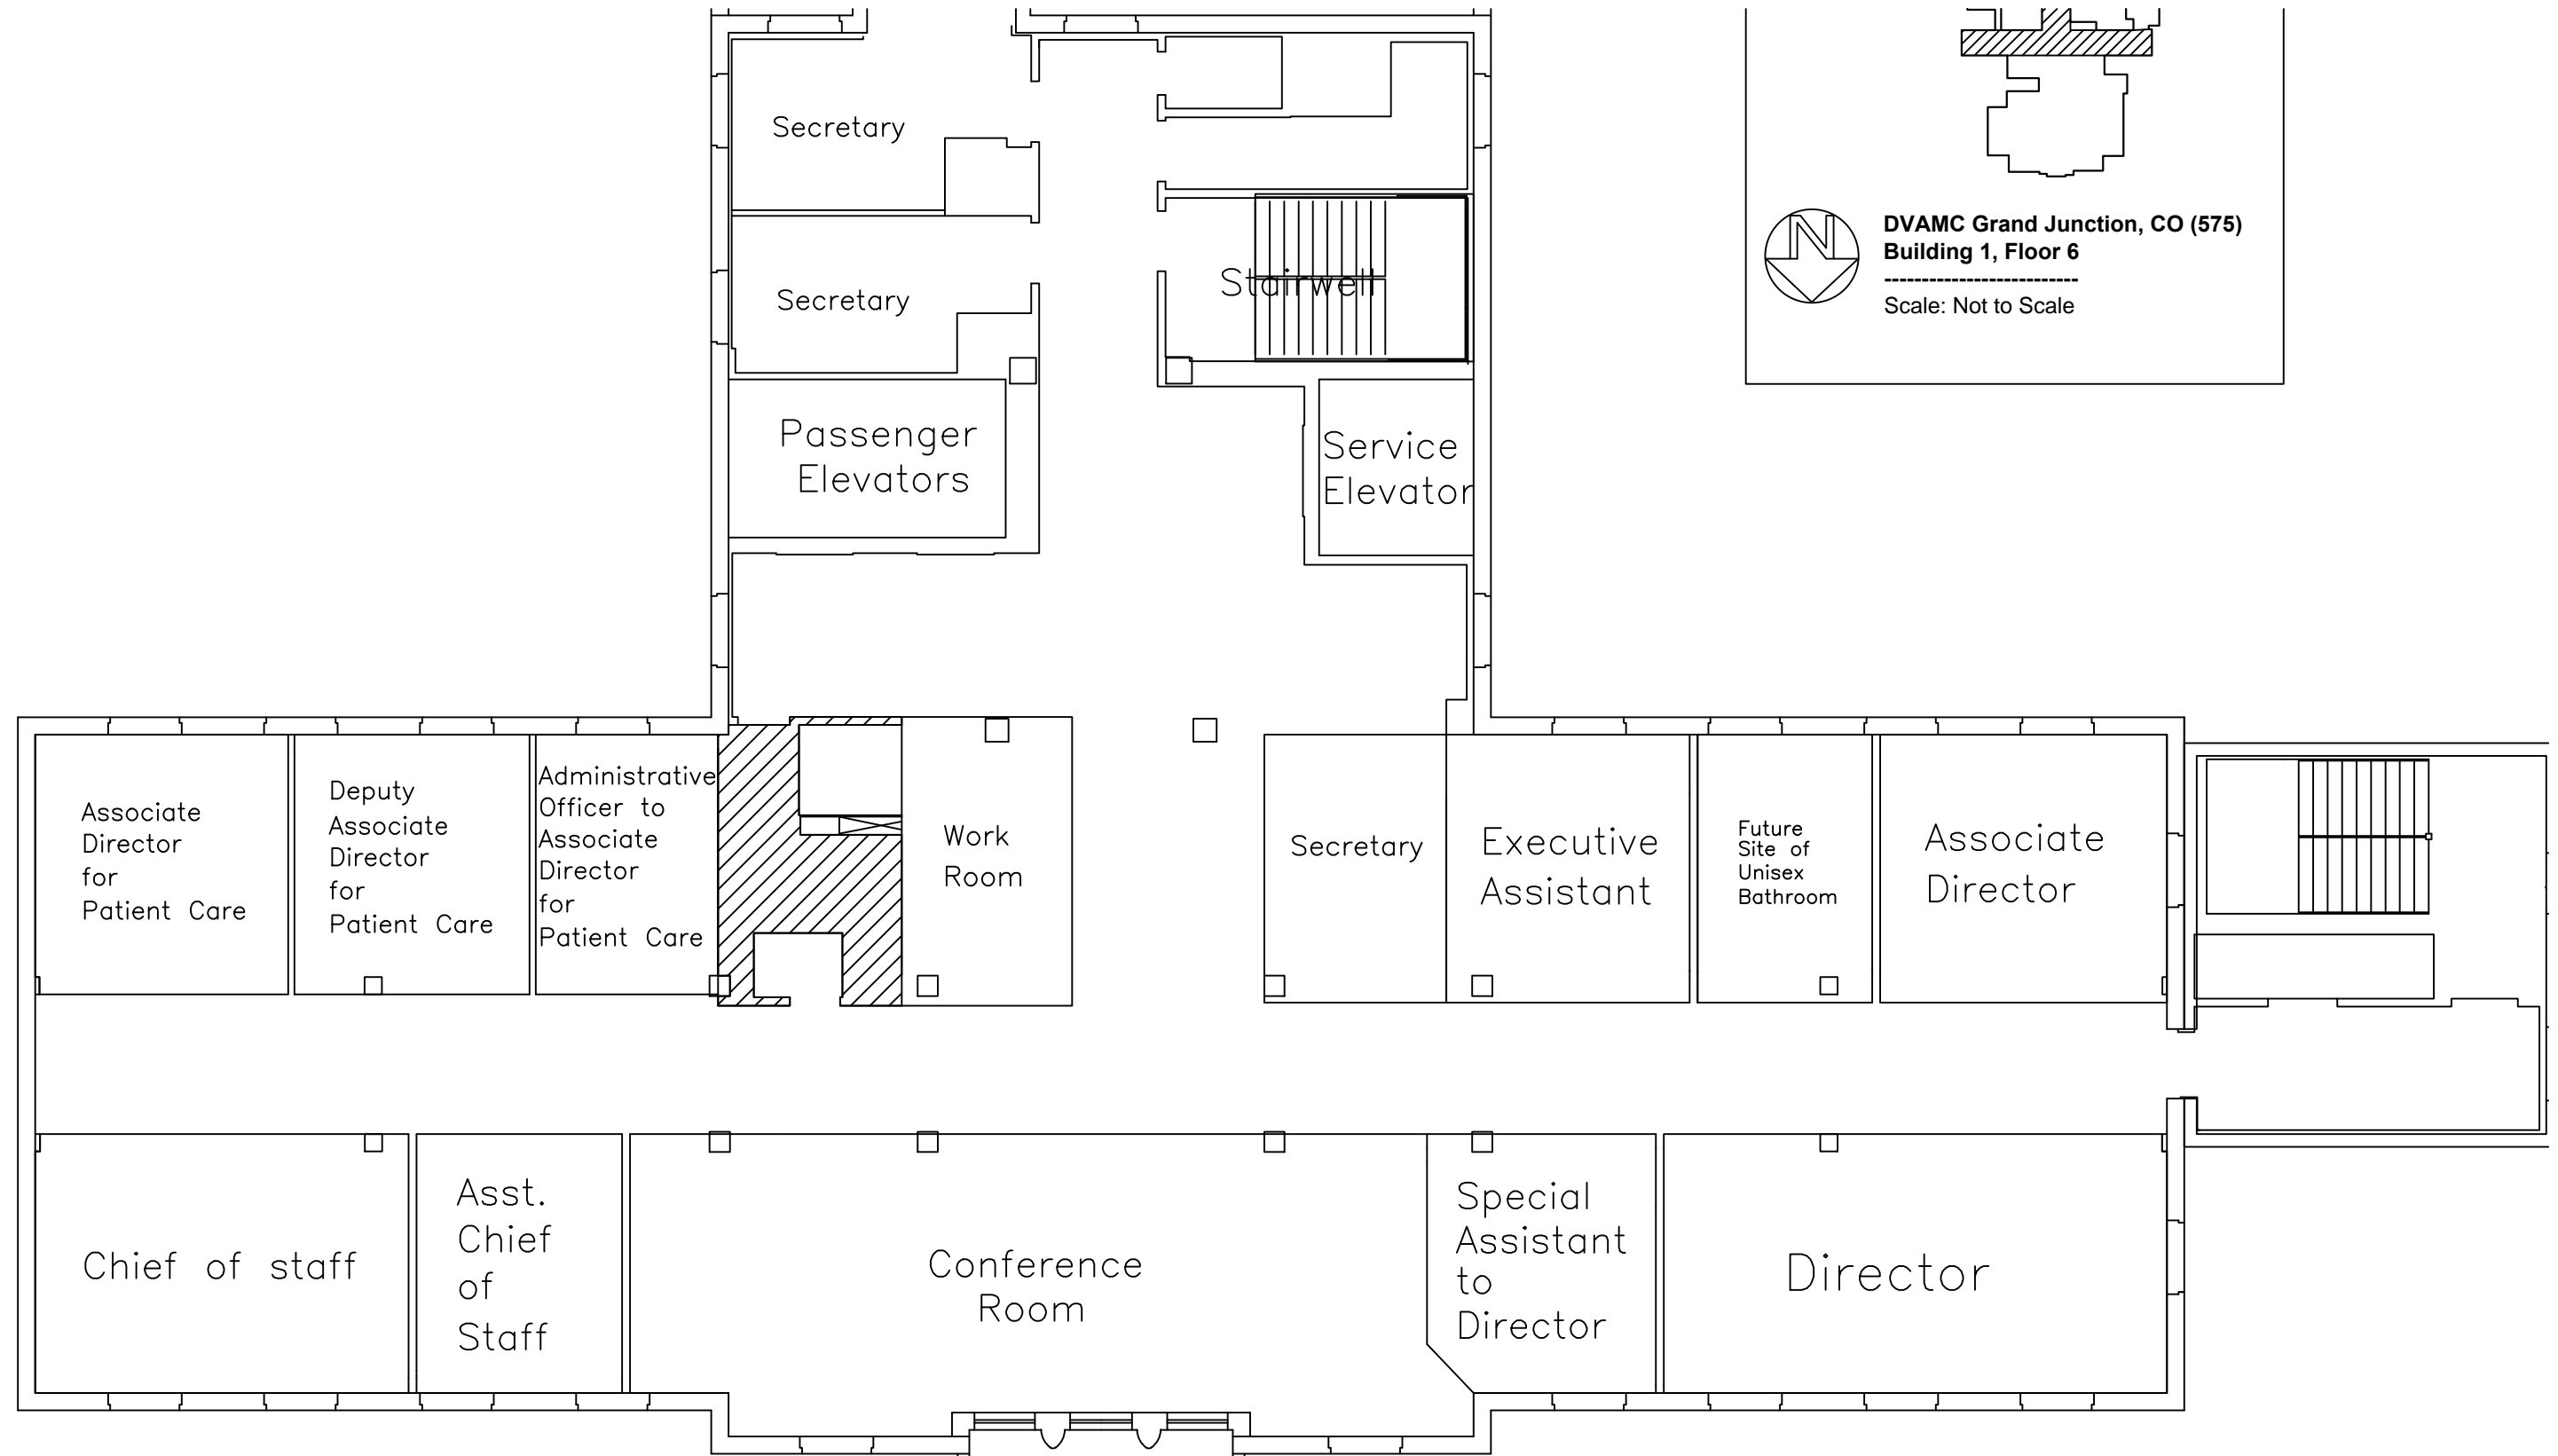 Secretary
Secretary
Stairwell
Passenger
Elevators
Service
Elevator
N
DVAMC Grand Junction, CO (575)
Building 1, Floor 6
--------------------------
Scale: Not to Scale
Associate
Director
for
Patient Care
Deputy
Associate
Director
for
Patient Care
Administrative
Officer to
Associate
Director
for
Patient Care
Work
Room
Secretary
Executive
Assistant
Future
Site of
Unisex
Bathroom
Associate
Director
Chief of staff
Asst.
Chief
of
Staff
Conference
Room
Special
Assistant
to
Director
Director